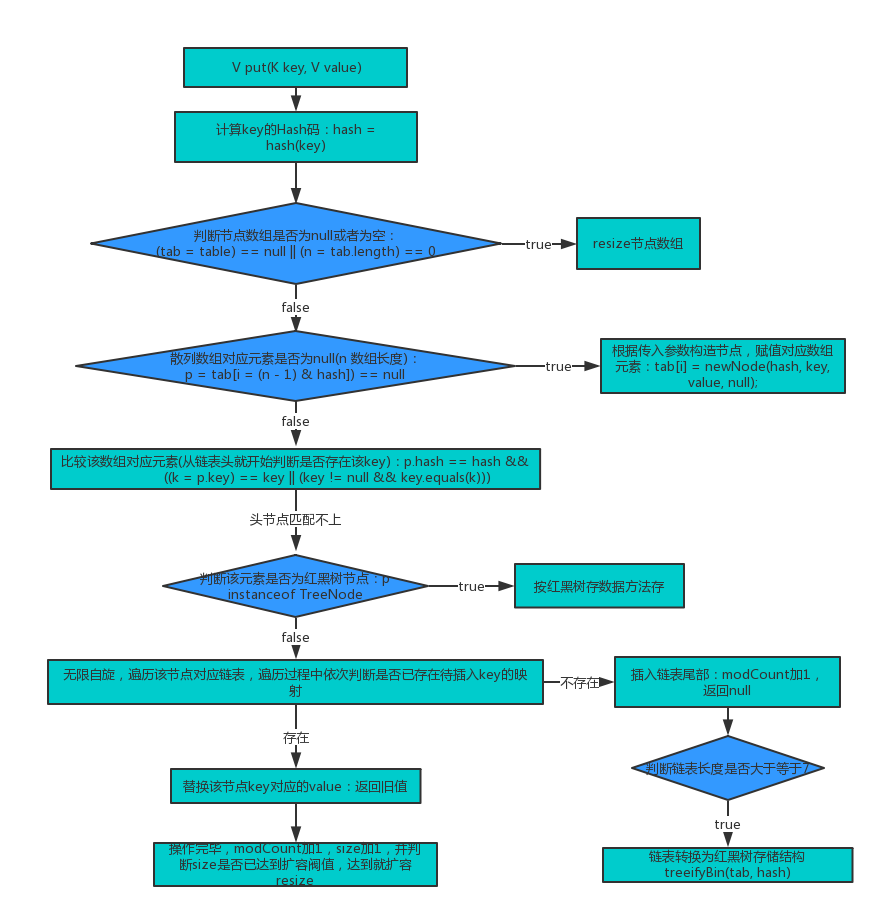 V put(K key, V value)
计算key的Hash码：hash =
hash(key)
判断节点数组是否为null或者为空：
(tab = table) == null || (n = tab.length) == 0
true
resize节点数组
false
散列数组对应元素是否为null(n 数组长度)：
p = tab[i = (n - 1) & hash]) == null
true
根据传入参数构造节点，赋值对应数组
元素：tab[i] = newNode(hash, key,
value, null);
false
比较该数组对应元素(从链表头就开始判断是否存在该key)：p.hash == hash &&
((k = p.key) == key || (key != null && key.equals(k)))
头节点匹配不上
判断该元素是否为红黑树节点：p
instanceof TreeNode
true
按红黑树存数据方法存
false
无限自旋，遍历该节点对应链表，遍历过程中依次判断是否已存在待插入key的映
射
不存在
插入链表尾部：modCount加1，
返回null
存在
判断链表长度是否大于等于7
替换该节点key对应的value：返回旧值
true
操作完毕，modCount加1，size加1，并判
断size是否已达到扩容阀值，达到就扩容
resize
链表转换为红黑树存储结构
treeifyBin(tab, hash)